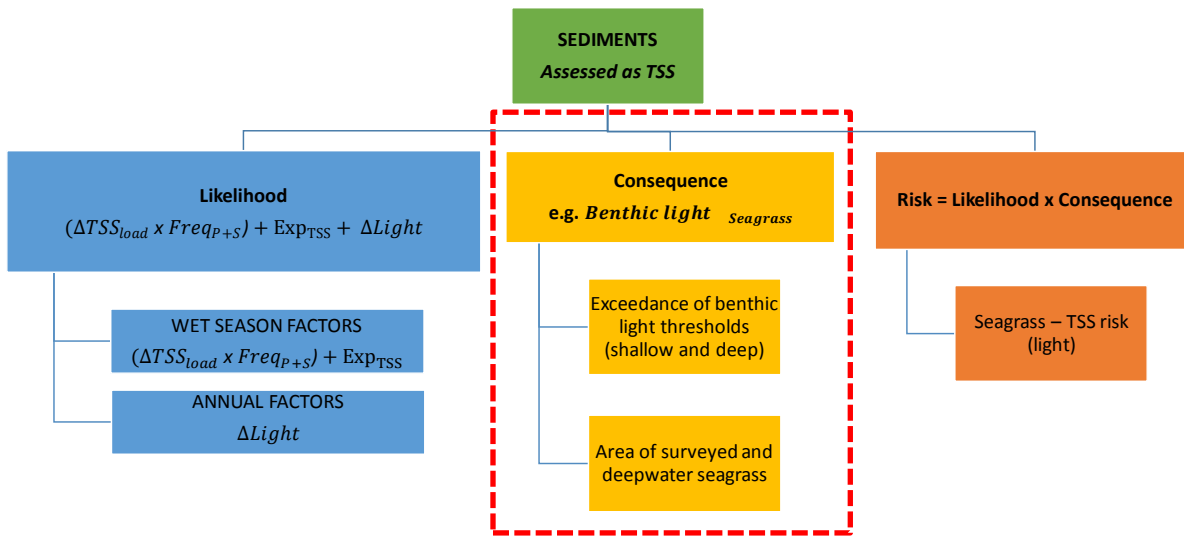 SEDIMENTS
Assessed as TSS
Likelihood
(ΔTSS_load x Freq_P+S) + Exp_TSS + ΔLight
WET SEASON FACTORS
(ΔTSS_load x Freq_P+S) + Exp_TSS
ANNUAL FACTORS
ΔLight
Consequence
e.g. Benthic light Seagrass
Exceedance of benthic
light thresholds
(shallow and deep)
Area of surveyed and
deepwater seagrass
Risk = Likelihood x Consequence
Seagrass – TSS risk
(light)